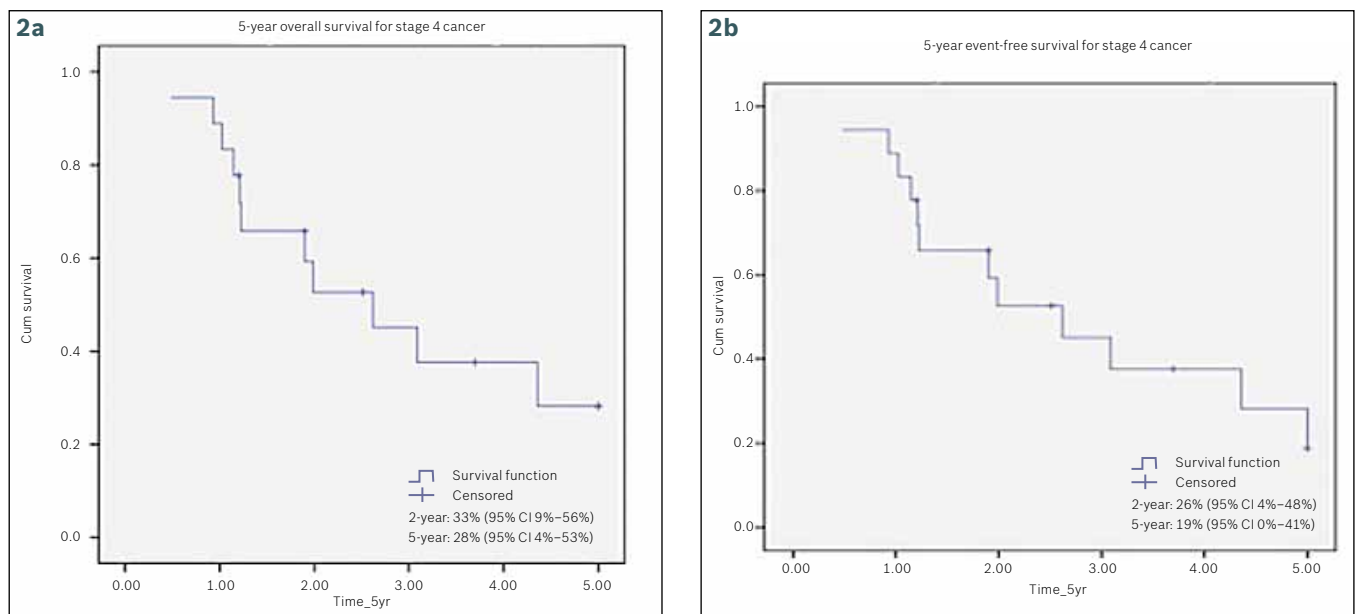 2a
5-year overall survival for stage 4 cancer
1.0
0.8
0.6
0.4
0.2
0.0
Cum survival
Survival function
Censored
2-year: 33% (95% CI 9%–56%)
5-year: 28% (95% CI 4%–53%)
0.00 1.00 2.00 3.00 4.00 5.00
Time_5yr
2b
5-year event-free survival for stage 4 cancer
1.0
0.8
0.6
0.4
0.2
0.0
Cum survival
Survival function
Censored
2-year: 26% (95% CI 4%–48%)
5-year: 19% (95% CI 0%–41%)
0.00 1.00 2.00 3.00 4.00 5.00
Time_5yr